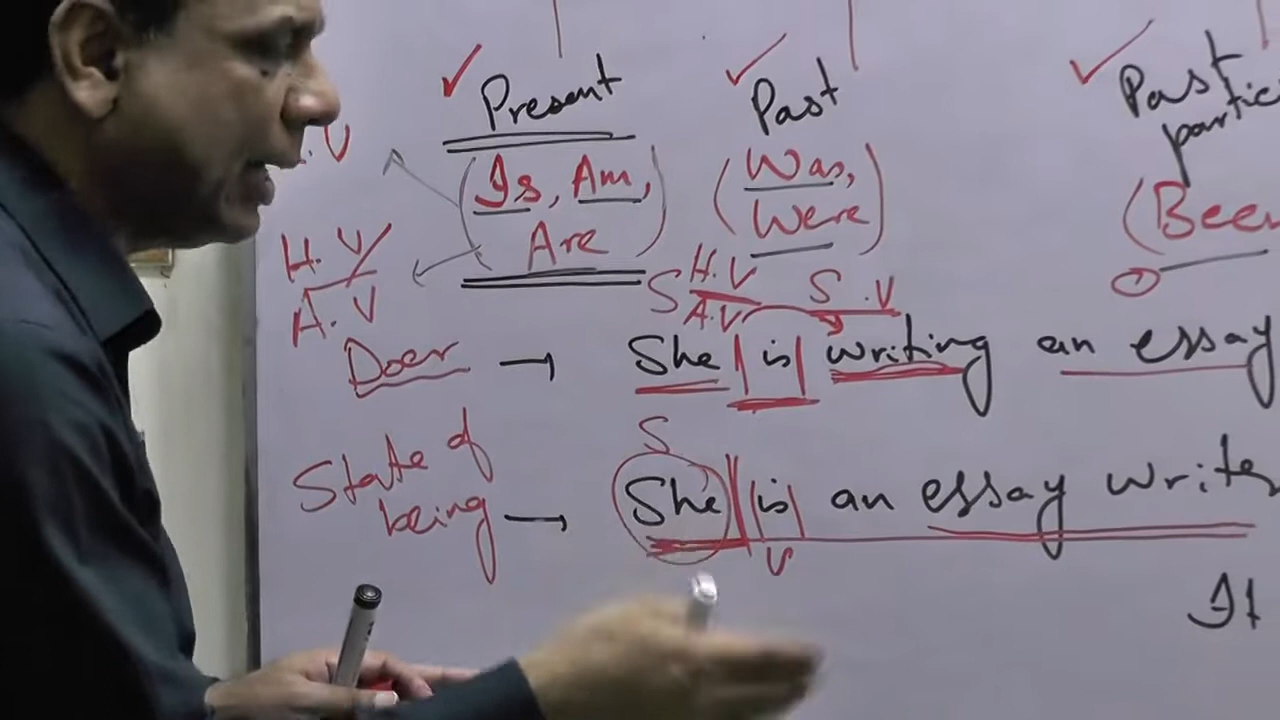 Present
Past
Past
(Is, Am,
Are)
(Was,
Were)
(Been
.V
H.V
A.V
S H.V
A.V
S .V
Doer → She is writing an essay
S
State of
being → She is an essay write
V
It